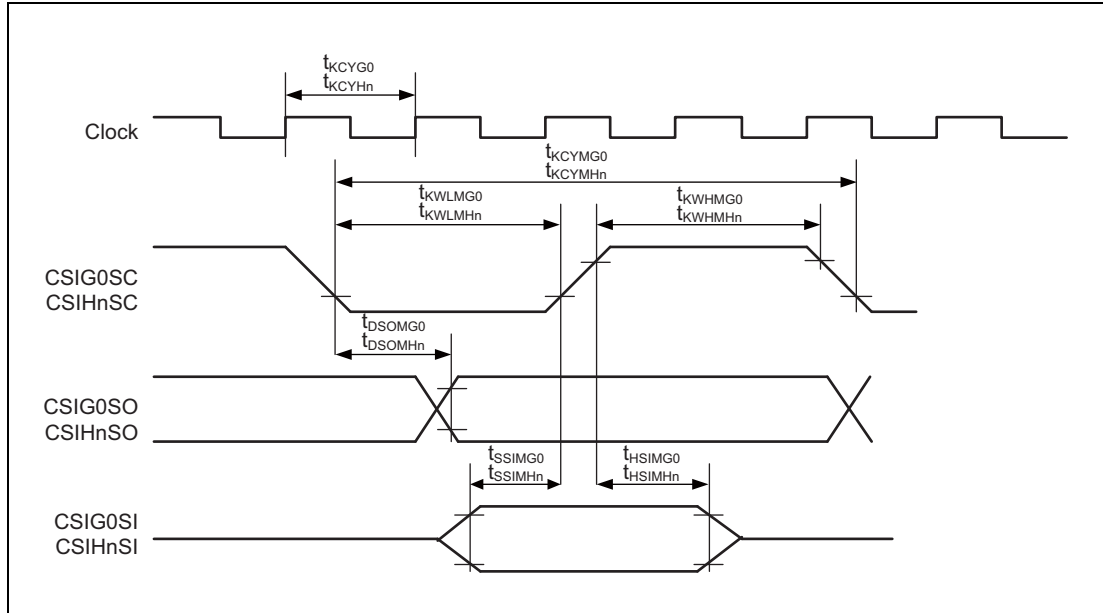 tKCYG0
tKCYHn
Clock
tKCYMG0
tKCYMHn
tKWLMG0
tKWLMHn
tKWHMG0
tKWHMHn
CSIG0SC
CSIHnSC
tDSOMG0
tDSOMHn
CSIG0SO
CSIHnSO
tSSIMG0
tSSIMHn
tHSIMG0
tHSIMHn
CSIG0SI
CSIHnSI